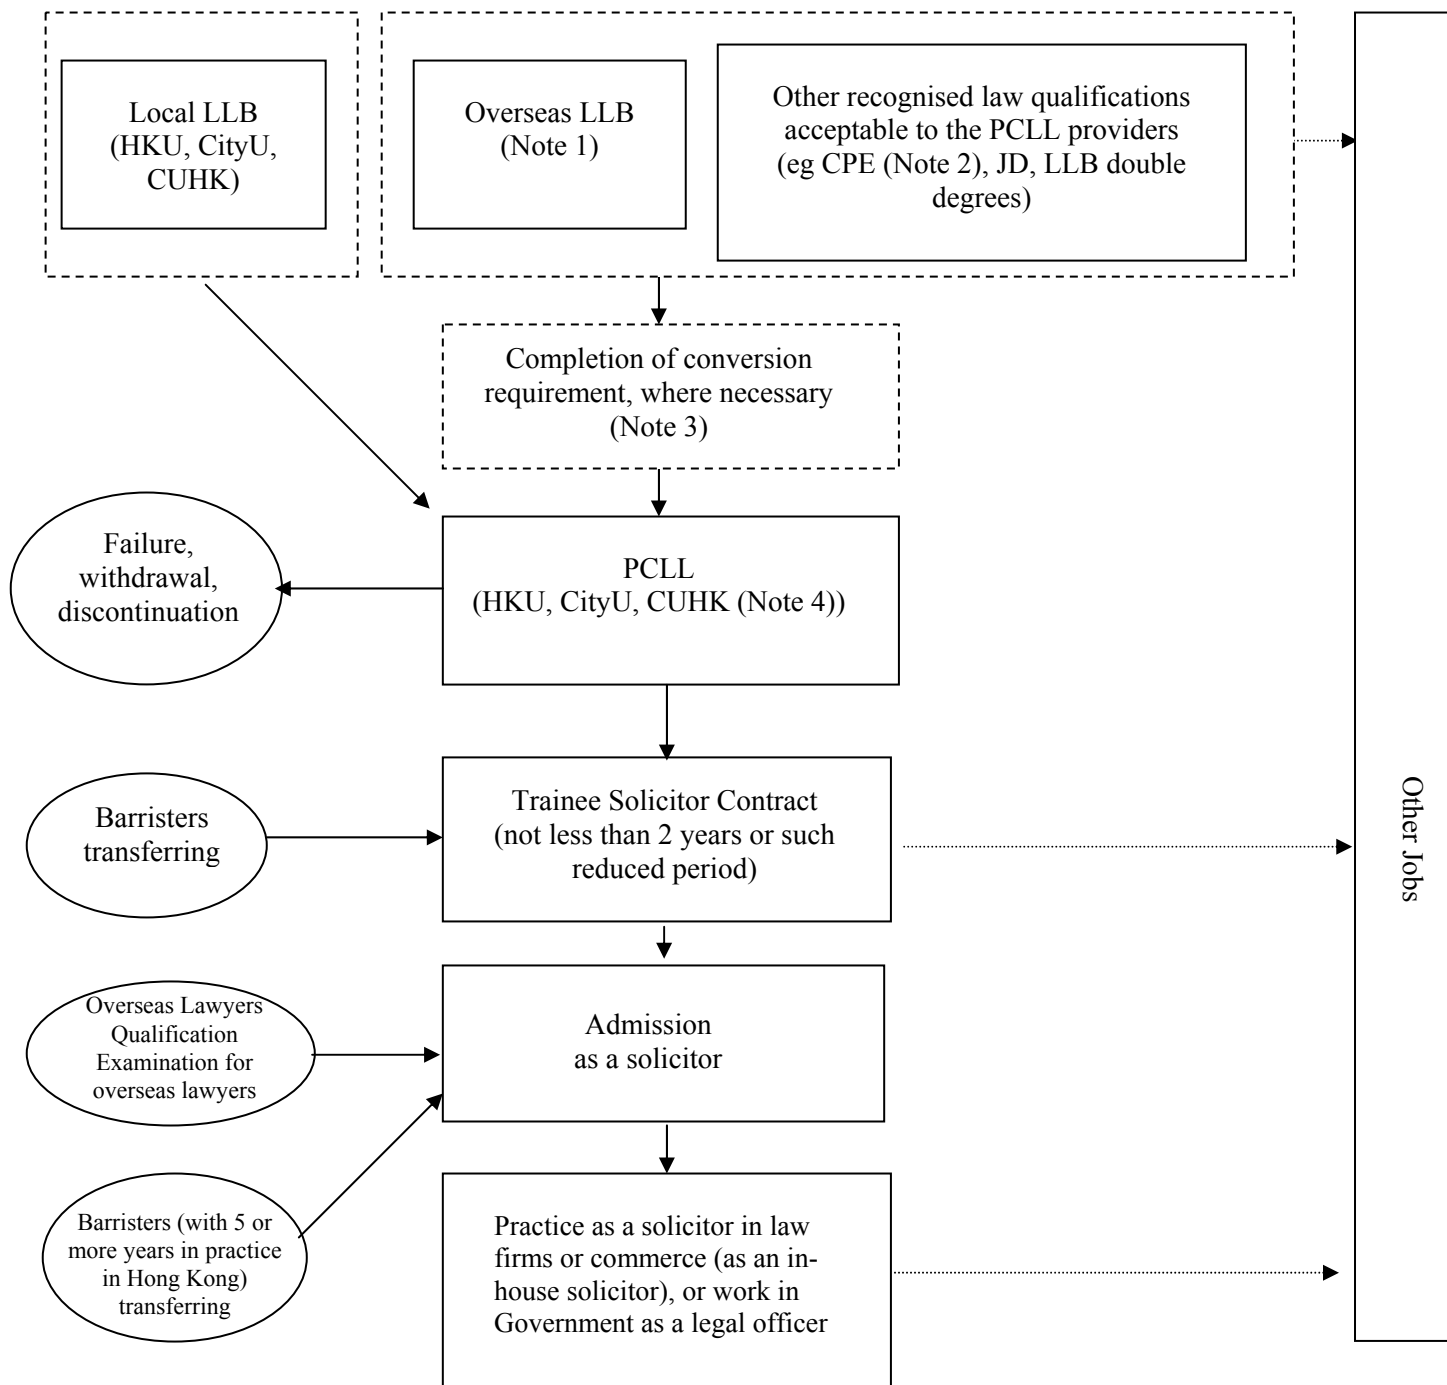 Local LLB
(HKU, CityU,
CUHK)
Overseas LLB
(Note 1)
Other recognised law qualifications
acceptable to the PCLL providers
(eg CPE (Note 2), JD, LLB double
degrees)
Completion of conversion
requirement, where necessary
(Note 3)
Failure,
withdrawal,
discontinuation
PCLL
(HKU, CityU, CUHK (Note 4))
Barristers
transferring
Trainee Solicitor Contract
(not less than 2 years or such
reduced period)
Other Jobs
Overseas Lawyers
Qualification
Examination for
overseas lawyers
Admission
as a solicitor
Barristers (with 5 or
more years in practice
in Hong Kong)
transferring
Practice as a solicitor in law
firms or commerce (as an in-
house solicitor), or work in
Government as a legal officer